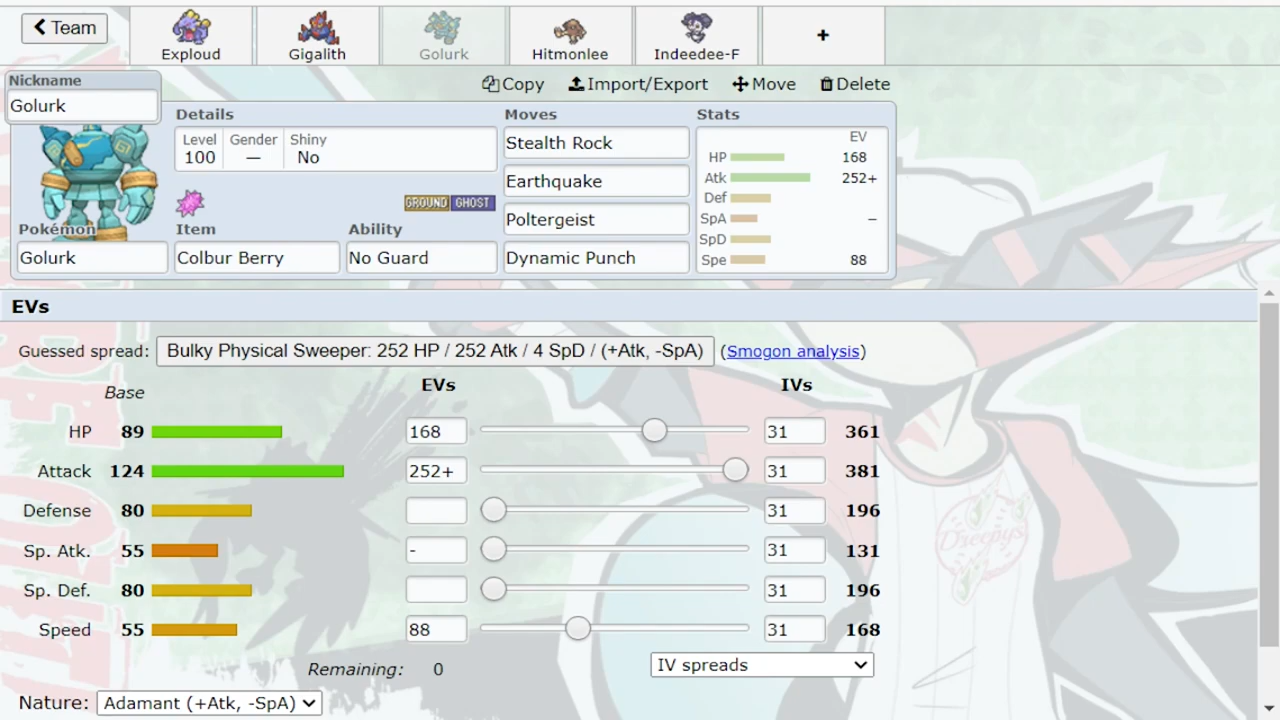 Team
Exploud
Gigalith
Golurk
Hitmonlee
Indeedee-F
+
Nickname
Golurk
Copy
Import/Export
Move
Delete
Details
Level
Gender
Shiny
100
—
No
GROUND GHOST
Pokémon
Golurk
Item
Colbur Berry
Ability
No Guard
Moves
Stealth Rock
Earthquake
Poltergeist
Dynamic Punch
Stats
EV
HP 168
Atk 252+
Def
SpA –
SpD
Spe 88
EVs
Guessed spread: Bulky Physical Sweeper: 252 HP / 252 Atk / 4 SpD / (+Atk, -SpA) (Smogon analysis)
Base EVs IVs
HP 89 168 31 361
Attack 124 252+ 31 381
Defense 80 31 196
Sp. Atk. 55 - 31 131
Sp. Def. 80 31 196
Speed 55 88 31 168
Remaining: 0 IV spreads
Nature: Adamant (+Atk, -SpA)